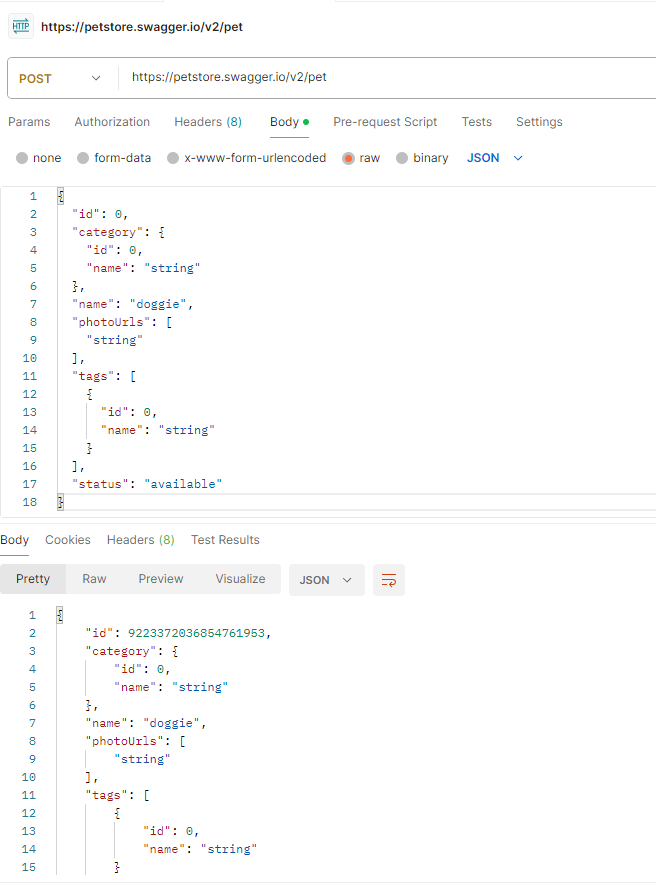 HTTP https://petstore.swagger.io/v2/pet
POST https://petstore.swagger.io/v2/pet
Params Authorization Headers (8) Body Pre-request Script Tests Settings
none form-data x-www-form-urlencoded raw binary JSON
1 {
2 "id": 0,
3 "category": {
4 "id": 0,
5 "name": "string"
6 },
7 "name": "doggie",
8 "photoUrls": [
9 "string"
10 ],
11 "tags": [
12 {
13 "id": 0,
14 "name": "string"
15 }
16 ],
17 "status": "available"
18 }
Body Cookies Headers (8) Test Results
Pretty Raw Preview Visualize JSON
1 {
2 "id": 9223372036854761953,
3 "category": {
4 "id": 0,
5 "name": "string"
6 },
7 "name": "doggie",
8 "photoUrls": [
9 "string"
10 ],
11 "tags": [
12 {
13 "id": 0,
14 "name": "string"
15 }